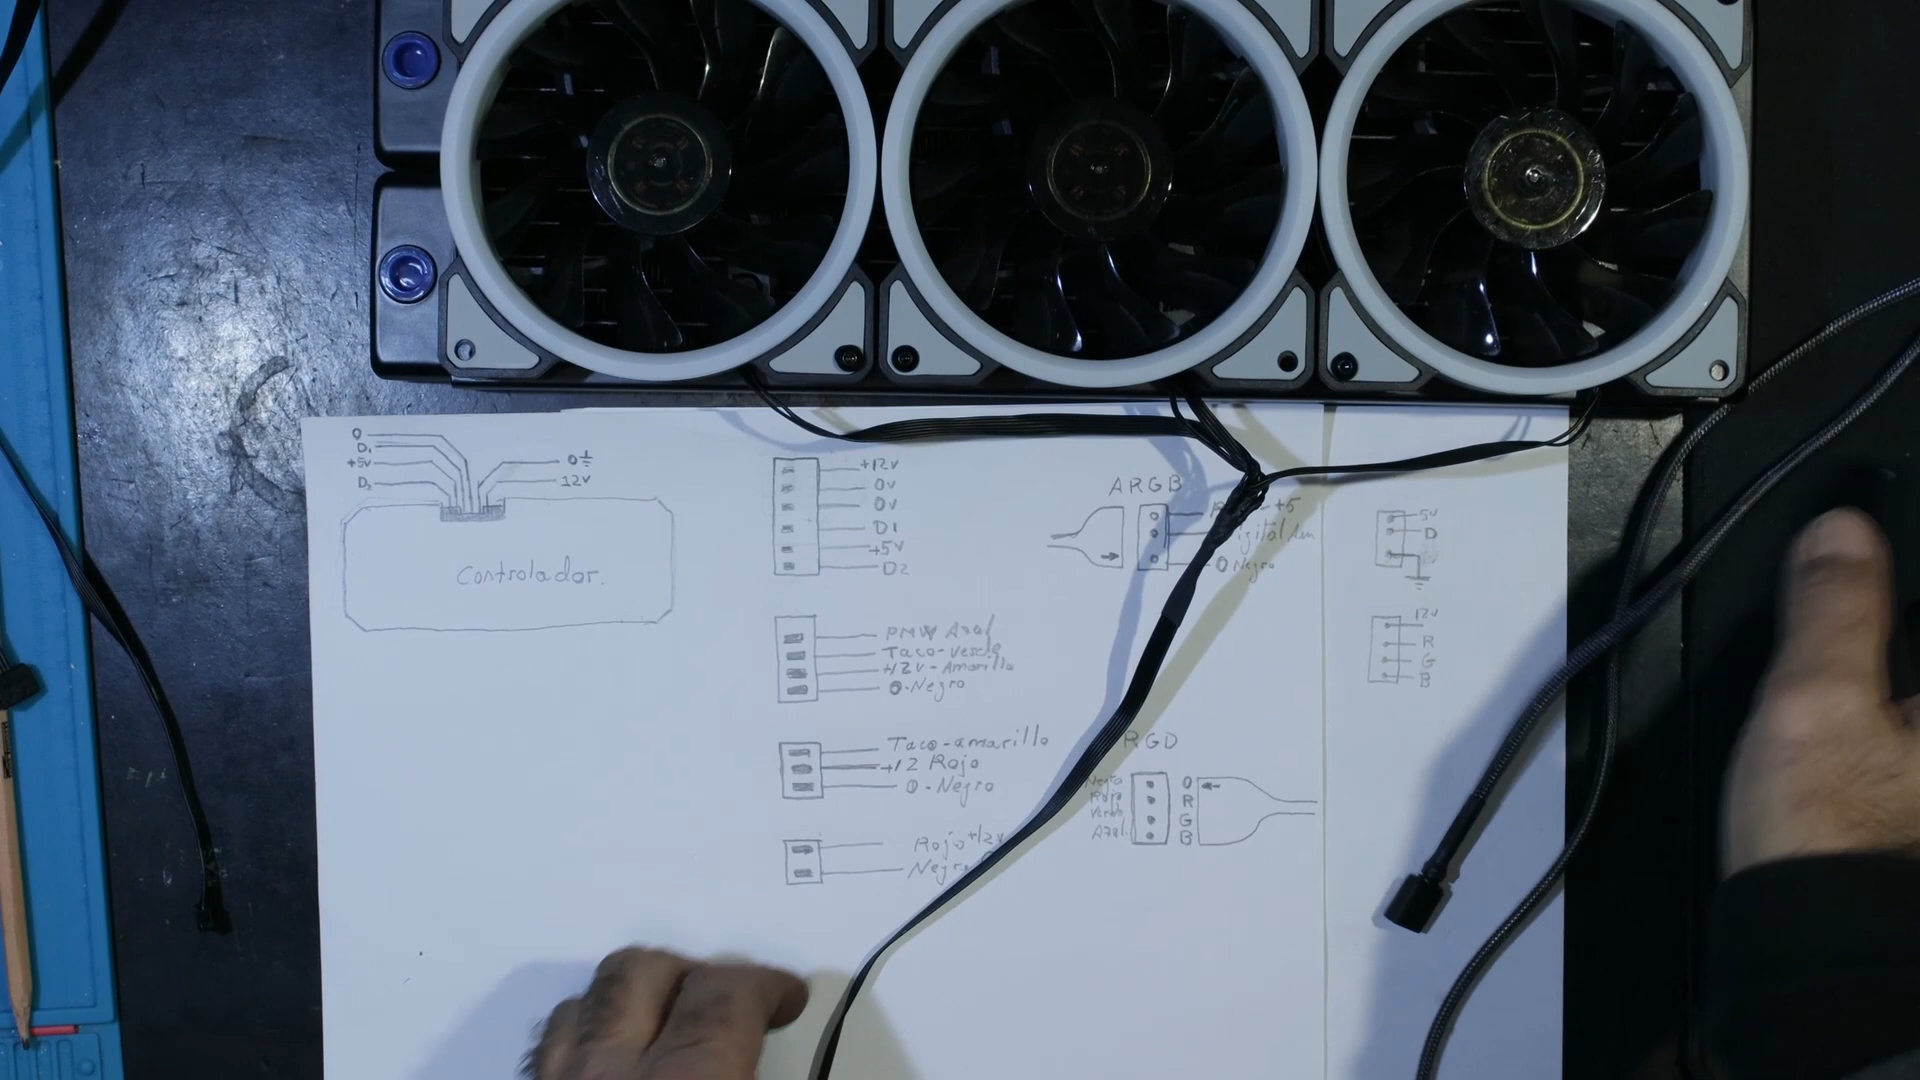 0
D1
+5v
D2
0
12v
Controlador.
+12v
0v
0v
D1
+5v
D2
PMW Azul
Taco-verde
+12v-Amarillo
0-Negro
Taco-amarillo
+12 Rojo
0-Negro
Rojo +12v
Negro
ARGB
+5
0 Negro
RGD
Negro
Rojo
Verde
Azul
0
R
G
B
5V
D
12V
R
G
B